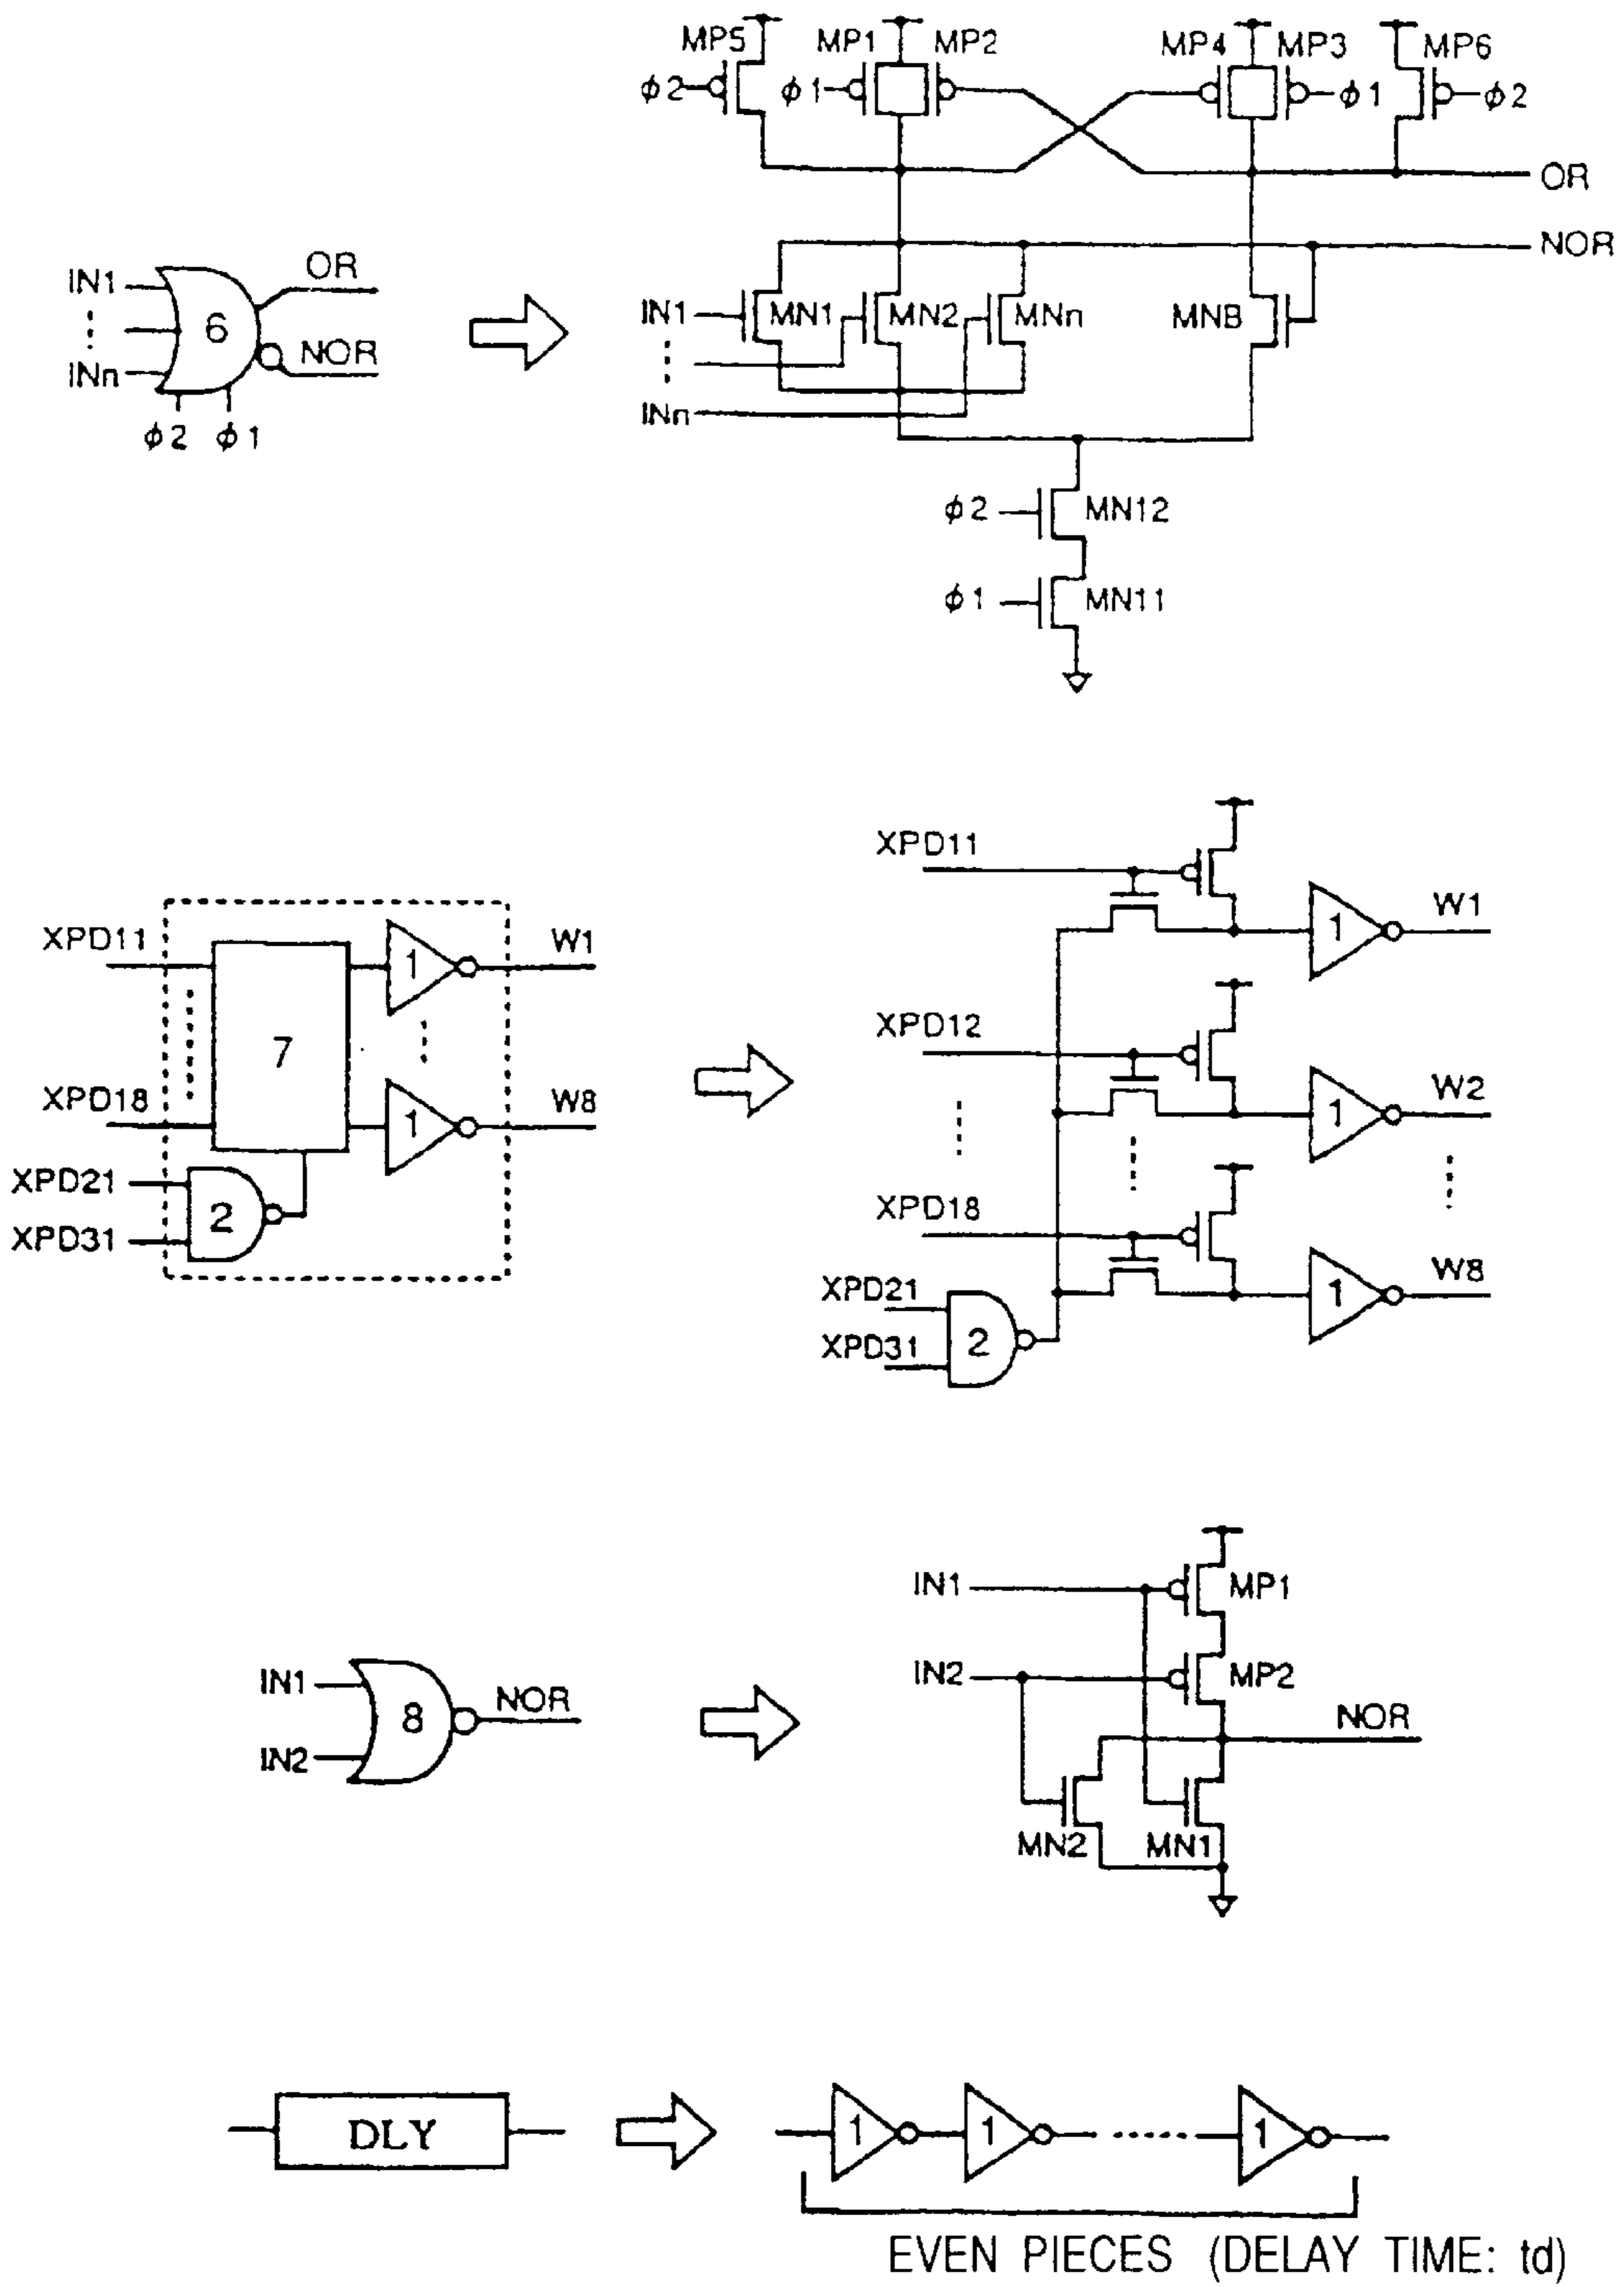 MP5 MP1 MP2 MP4 MP3 MP6
ϕ2 ϕ1 ϕ1 ϕ2
OR
NOR
IN1 OR
6
INn NOR
ϕ2 ϕ1
IN1 MN1 MN2 MNn MNB
INn
ϕ2 MN12
ϕ1 MN11
XPD11 1 W1
7
XPD18 1 W8
XPD21 2
XPD31
XPD11 1 W1
XPD12 1 W2
XPD18 1 W8
XPD21 2
XPD31
IN1 8 NOR
IN2
IN1 MP1
IN2 MP2
NOR
MN2 MN1
DLY 1 1 1
EVEN PIECES (DELAY TIME: td)